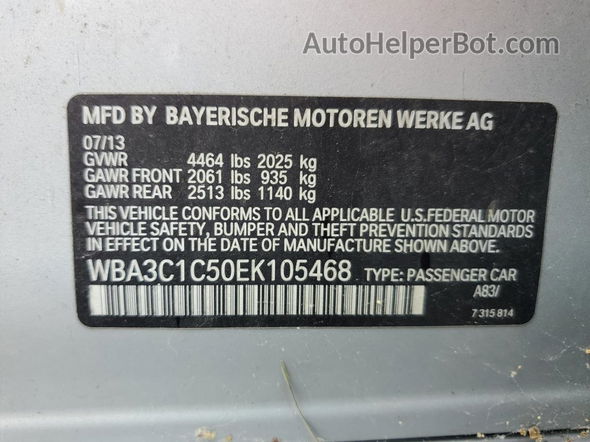 AutoHelperBot.com
MFD BY BAYERISCHE MOTOREN WERKE AG
07/13
GVWR 4464 lbs 2025 kg
GAWR FRONT 2061 lbs 935 kg
GAWR REAR 2513 lbs 1140 kg
THIS VEHICLE CONFORMS TO ALL APPLICABLE U.S.FEDERAL MOTOR
VEHICLE SAFETY, BUMPER AND THEFT PREVENTION STANDARDS
IN EFFECT ON THE DATE OF MANUFACTURE SHOWN ABOVE.
WBA3C1C50EK105468 TYPE: PASSENGER CAR
A83/
7 315 814